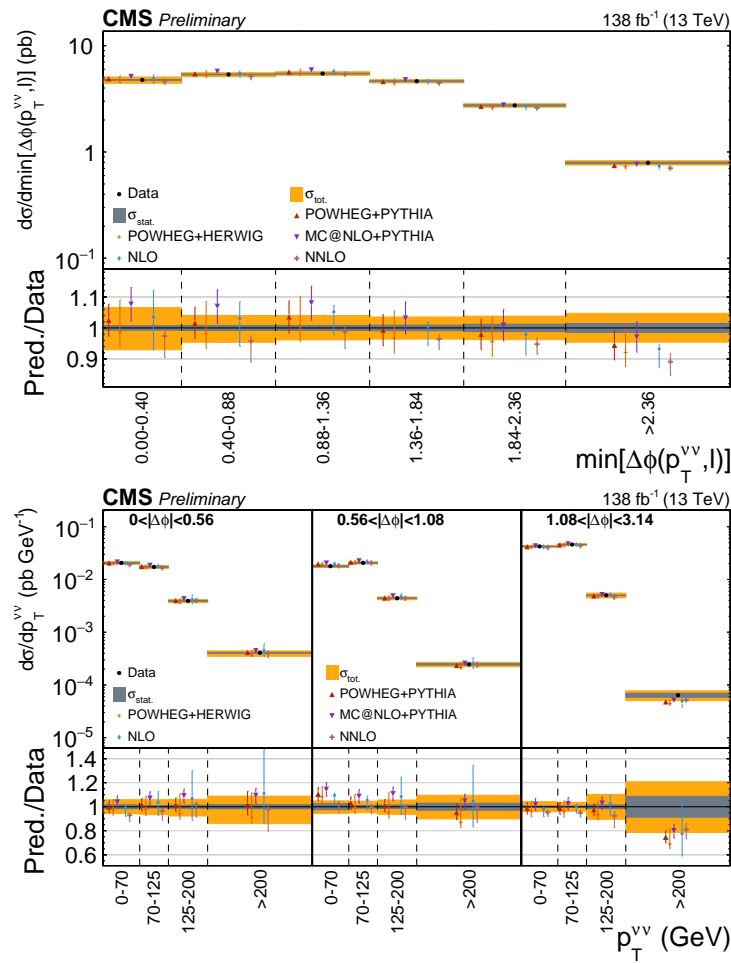 CMS Preliminary 138 fb⁻¹ (13 TeV)
dσ/dmin[Δϕ(p_T^νν,l)] (pb)
10
1
10⁻¹
Data σ_tot.
σ_stat. POWHEG+PYTHIA
POWHEG+HERWIG MC@NLO+PYTHIA
NLO NNLO
Pred./Data
1.1
1
0.9
0.00-0.40 0.40-0.88 0.88-1.36 1.36-1.84 1.84-2.36 >2.36
min[Δϕ(p_T^νν,l)]
CMS Preliminary 138 fb⁻¹ (13 TeV)
dσ/dp_T^νν (pb GeV⁻¹)
0<|Δϕ|<0.56 0.56<|Δϕ|<1.08 1.08<|Δϕ|<3.14
10⁻¹
10⁻²
10⁻³
10⁻⁴
10⁻⁵
Data σ_tot.
σ_stat. POWHEG+PYTHIA
POWHEG+HERWIG MC@NLO+PYTHIA
NLO NNLO
Pred./Data
1.4
1.2
1
0.8
0.6
0-70 70-125 125-200 >200 0-70 70-125 125-200 >200 0-70 70-125 125-200 >200
p_T^νν (GeV)